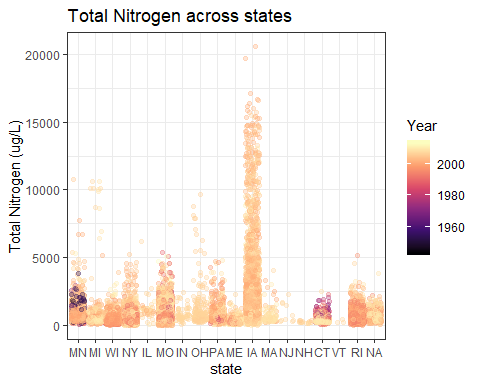 Total Nitrogen across states
Total Nitrogen (ug/L)
20000
15000
10000
5000
0
MN MI WI NY IL MO IN OH PA ME IA MA NJ NH CT VT RI NA
state
Year
2000
1980
1960